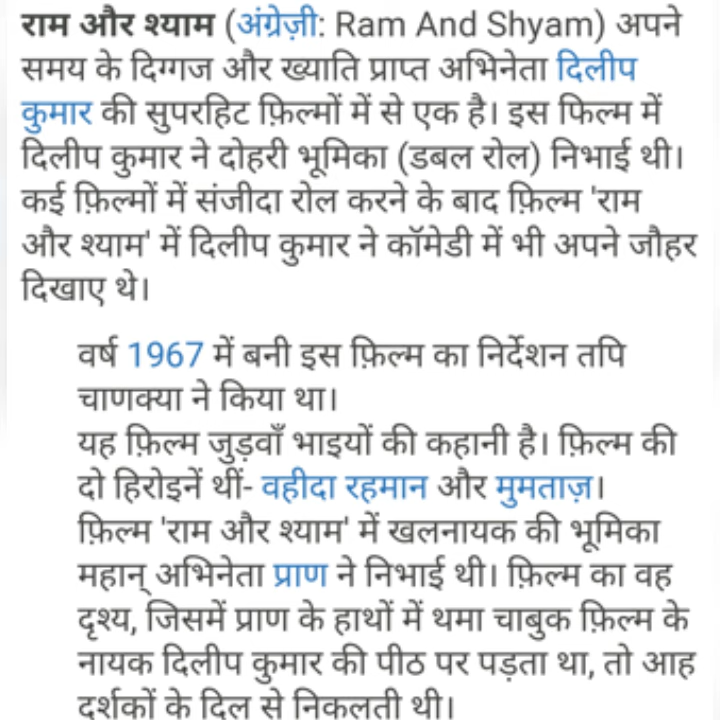 राम और श्याम (अंग्रेज़ी: Ram And Shyam) अपने
समय के दिग्गज और ख्याति प्राप्त अभिनेता दिलीप
कुमार की सुपरहिट फ़िल्मों में से एक है। इस फिल्म में
दिलीप कुमार ने दोहरी भूमिका (डबल रोल) निभाई थी।
कई फ़िल्मों में संजीदा रोल करने के बाद फ़िल्म 'राम
और श्याम' में दिलीप कुमार ने कॉमेडी में भी अपने जौहर
दिखाए थे।
वर्ष 1967 में बनी इस फ़िल्म का निर्देशन तपि
चाणक्या ने किया था।
यह फ़िल्म जुड़वाँ भाइयों की कहानी है। फ़िल्म की
दो हिरोइनें थीं- वहीदा रहमान और मुमताज़।
फ़िल्म 'राम और श्याम' में खलनायक की भूमिका
महान् अभिनेता प्राण ने निभाई थी। फ़िल्म का वह
दृश्य, जिसमें प्राण के हाथों में थमा चाबुक फ़िल्म के
नायक दिलीप कुमार की पीठ पर पड़ता था, तो आह
दर्शकों के दिल से निकलती थी।